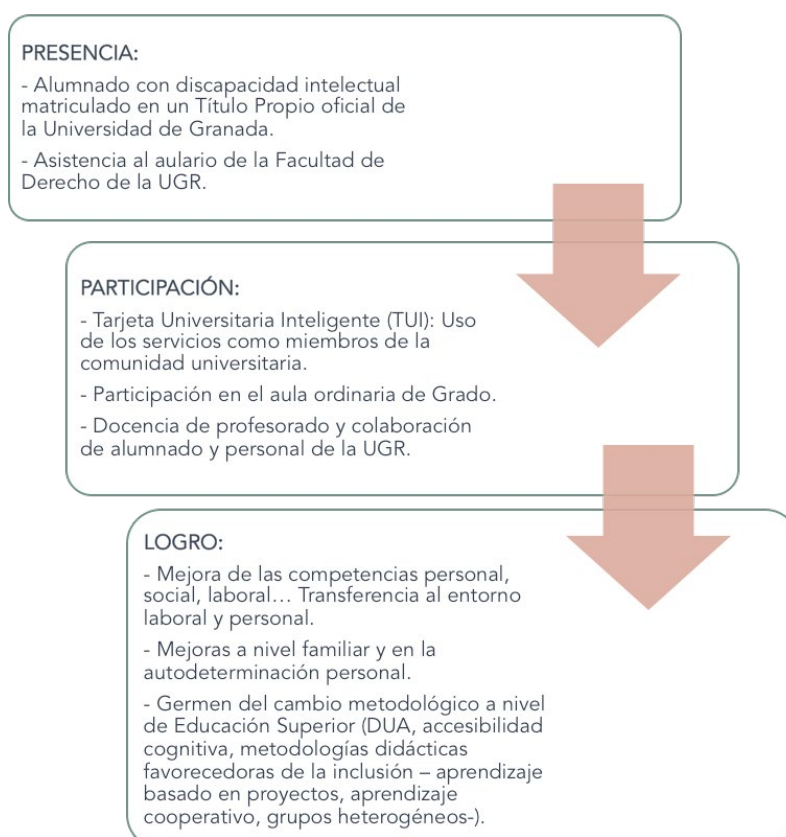 PRESENCIA:
- Alumnado con discapacidad intelectual
matriculado en un Título Propio oficial de
la Universidad de Granada.
- Asistencia al aulario de la Facultad de
Derecho de la UGR.
PARTICIPACIÓN:
- Tarjeta Universitaria Inteligente (TUI): Uso
de los servicios como miembros de la
comunidad universitaria.
- Participación en el aula ordinaria de Grado.
- Docencia de profesorado y colaboración
de alumnado y personal de la UGR.
LOGRO:
- Mejora de las competencias personal,
social, laboral... Transferencia al entorno
laboral y personal.
- Mejoras a nivel familiar y en la
autodeterminación personal.
- Germen del cambio metodológico a nivel
de Educación Superior (DUA, accesibilidad
cognitiva, metodologías didácticas
favorecedoras de la inclusión – aprendizaje
basado en proyectos, aprendizaje
cooperativo, grupos heterogéneos-).